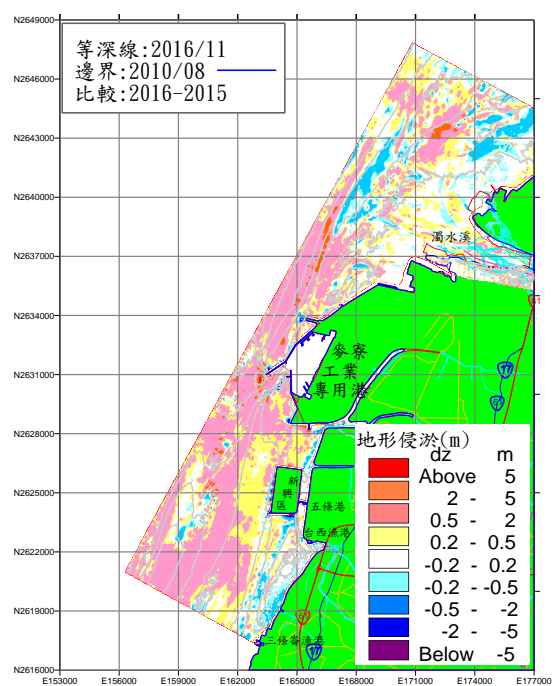 N2649000
N2646000
N2643000
N2640000
N2637000
N2634000
N2631000
N2628000
N2625000
N2622000
N2619000
N2616000
等深線:2016/11
邊界:2010/08
比較:2016-2015
濁水溪
61
麥寮
工業
專用港
17
61
新
興
區
五條港
台西漁港
三條崙漁港
17
地形侵淤(m)
dz m
Above 5
2 - 5
0.5 - 2
0.2 - 0.5
-0.2 - 0.2
-0.2 - -0.5
-0.5 - -2
-2 - -5
Below -5
E153000 E156000 E159000 E162000 E165000 E168000 E171000 E174000 E177000